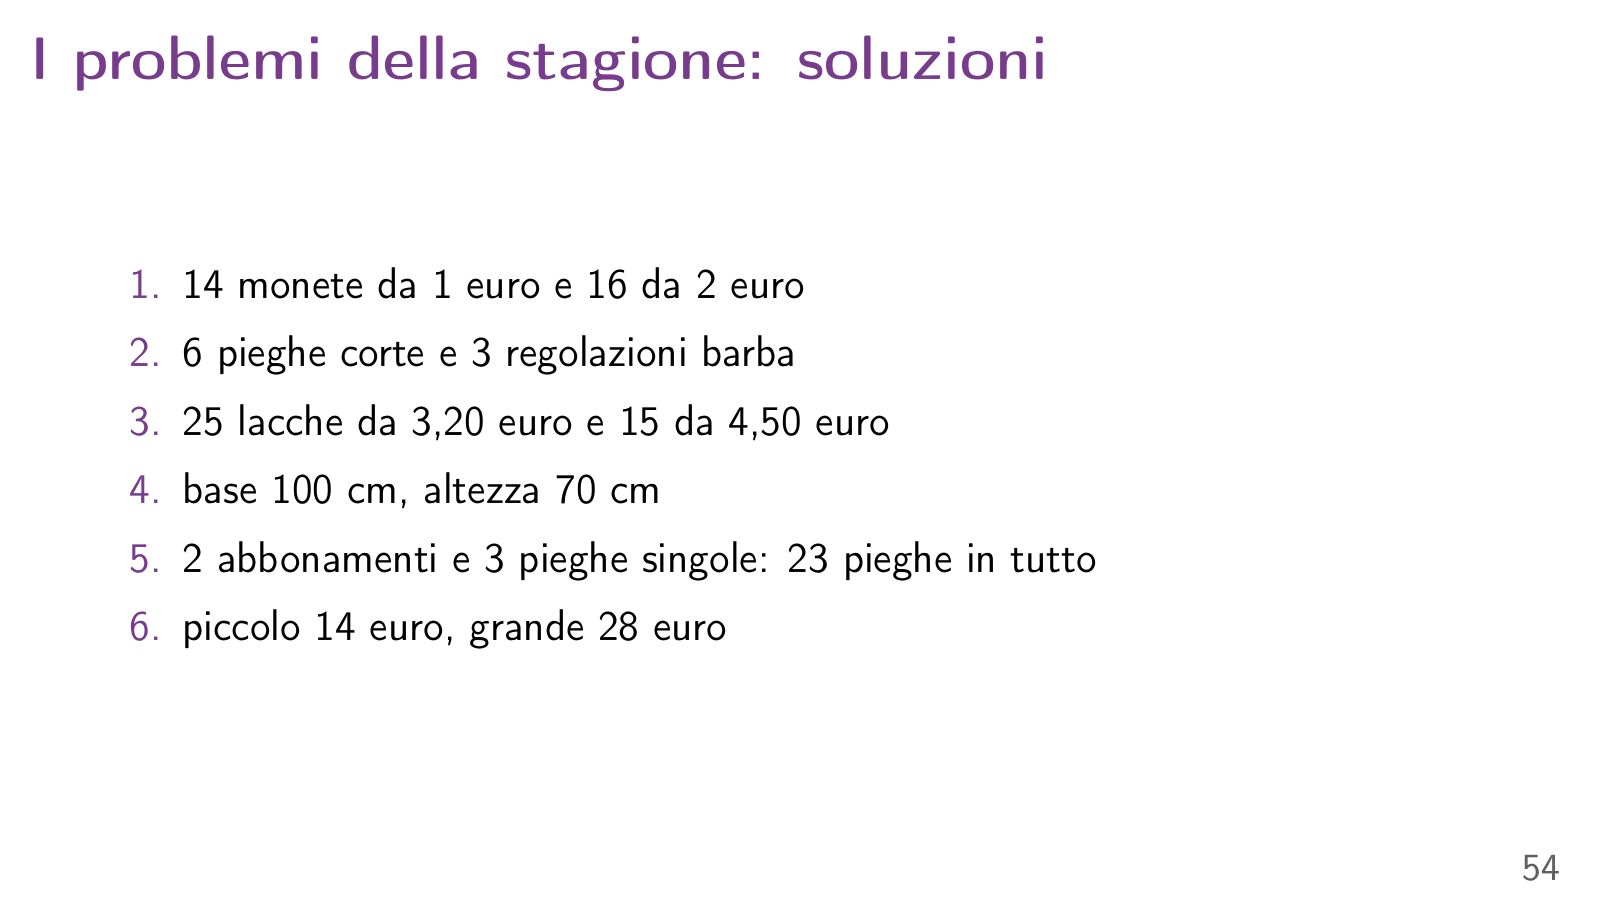 I problemi della stagione: soluzioni
1. 14 monete da 1 euro e 16 da 2 euro
2. 6 pieghe corte e 3 regolazioni barba
3. 25 lacche da 3,20 euro e 15 da 4,50 euro
4. base 100 cm, altezza 70 cm
5. 2 abbonamenti e 3 pieghe singole: 23 pieghe in tutto
6. piccolo 14 euro, grande 28 euro
54